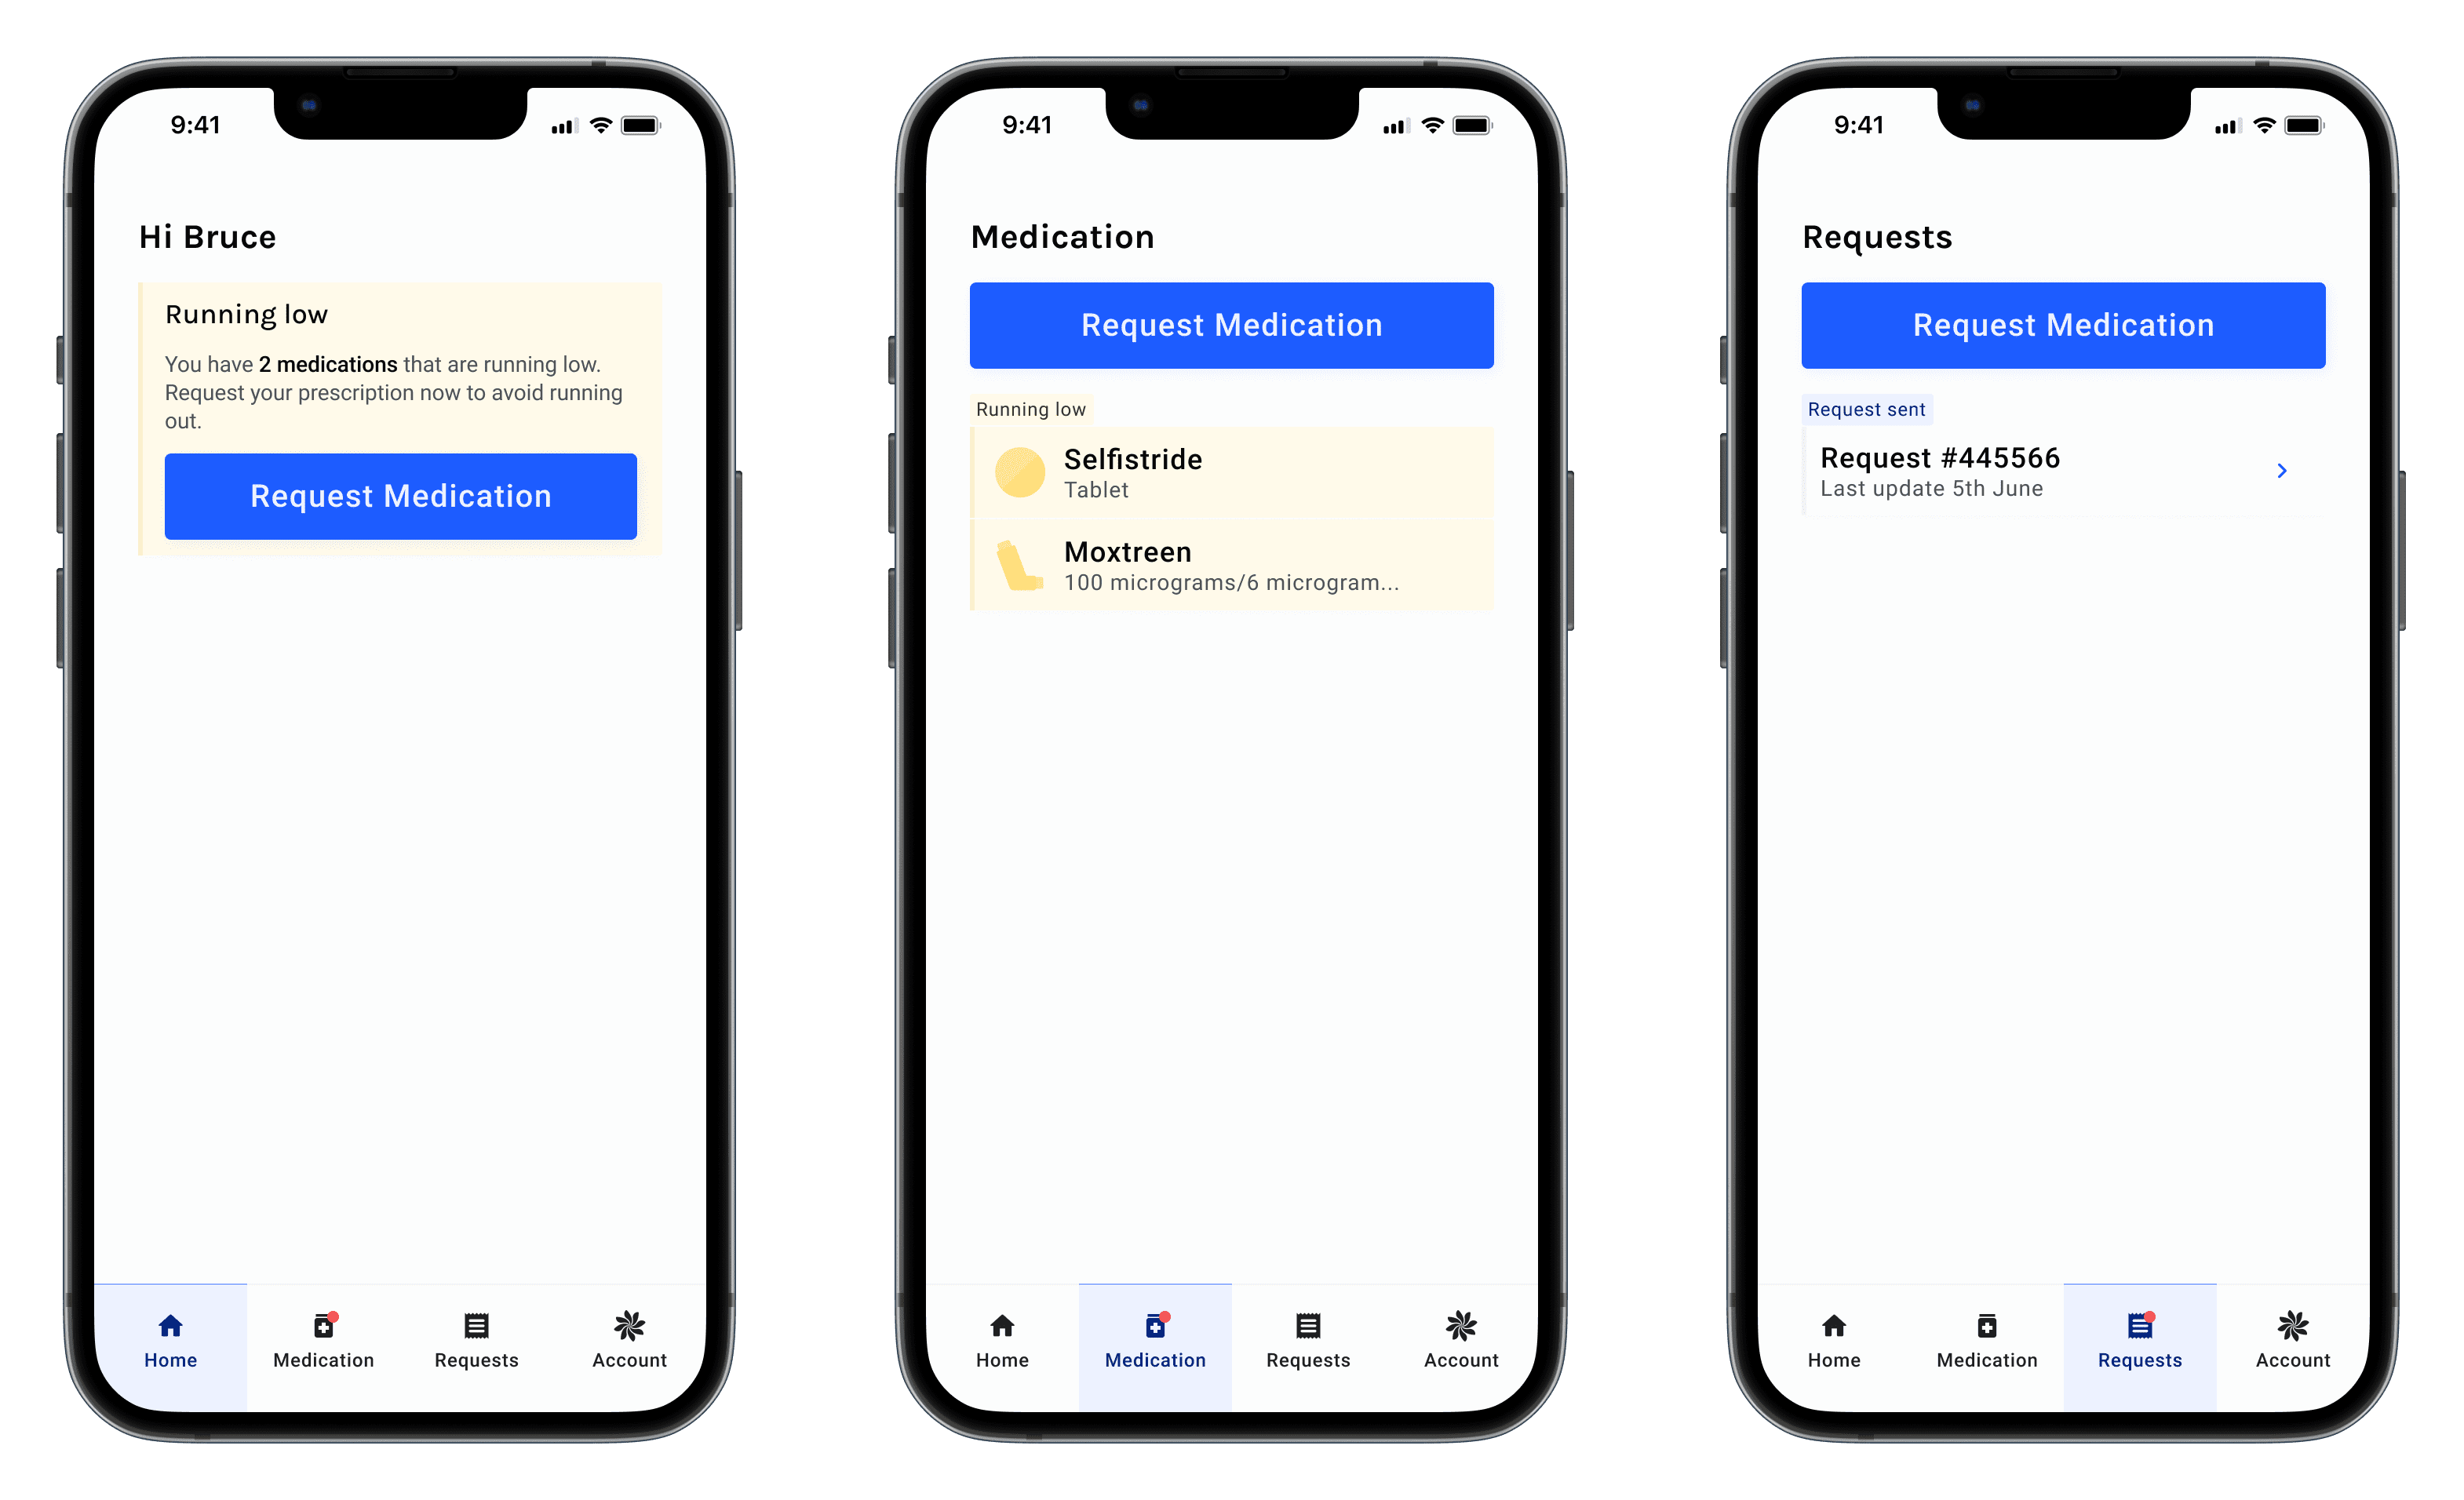 9:41
Hi Bruce
Running low
You have 2 medications that are running low.
Request your prescription now to avoid running
out.
Request Medication
Home
Medication
Requests
Account
9:41
Medication
Request Medication
Running low
Selfistride
Tablet
Moxtreen
100 micrograms/6 microgram...
Home
Medication
Requests
Account
9:41
Requests
Request Medication
Request sent
Request #445566
Last update 5th June
Home
Medication
Requests
Account